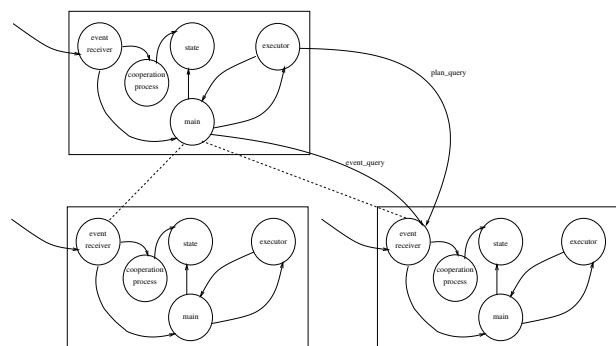 event
receiver
state
executor
cooperation
process
main
plan_query
event_query
event
receiver
state
executor
cooperation
process
main
event
receiver
state
executor
cooperation
process
main